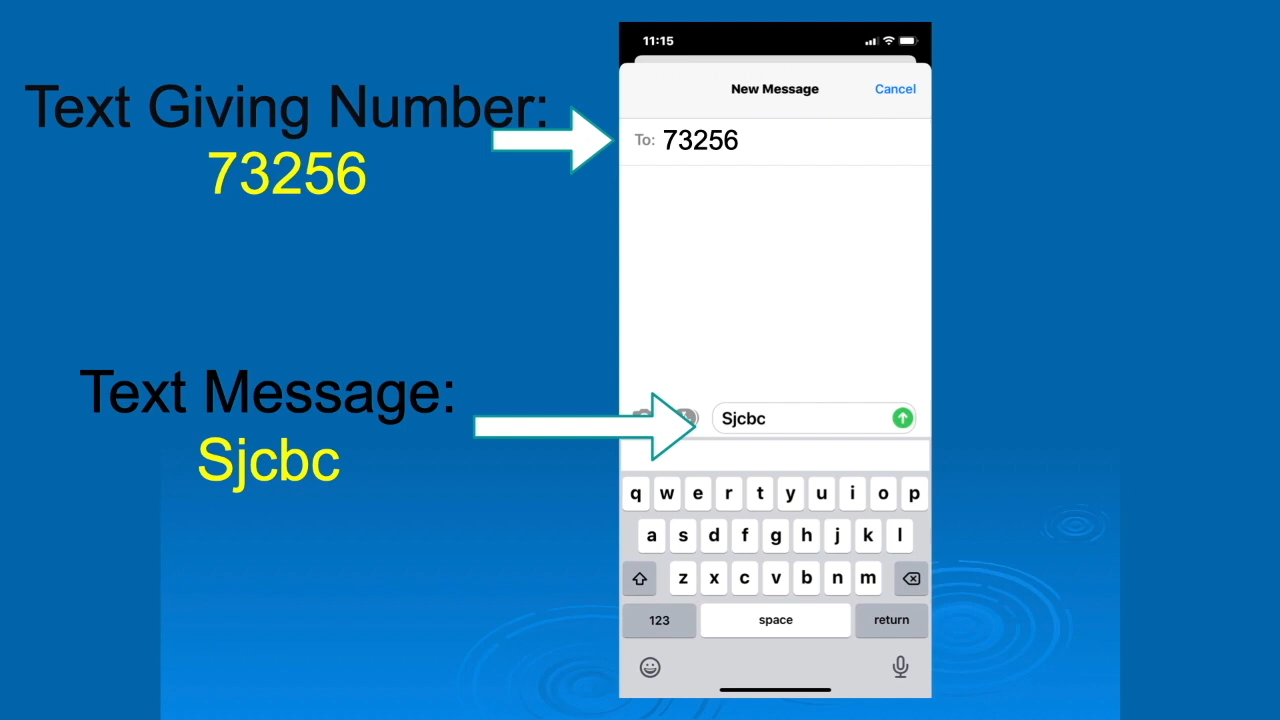 11:15
New Message
Cancel
Text Giving Number:
73256
To: 73256
Text Message:
Sjcbc
Sjcbc
q w e r t y u i o p
a s d f g h j k l
z x c v b n m
123
space
return